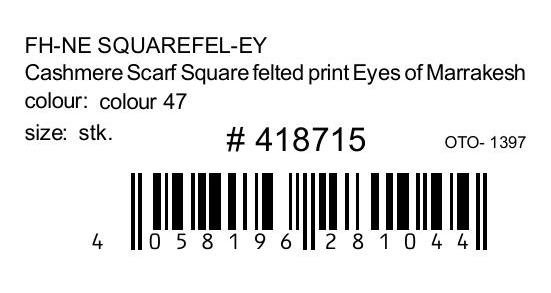 FH-NE SQUAREFEL-EY
Cashmere Scarf Square felted print Eyes of Marrakesh
colour: colour 47
size: stk.
# 418715
OTO- 1397
4 058196 281044